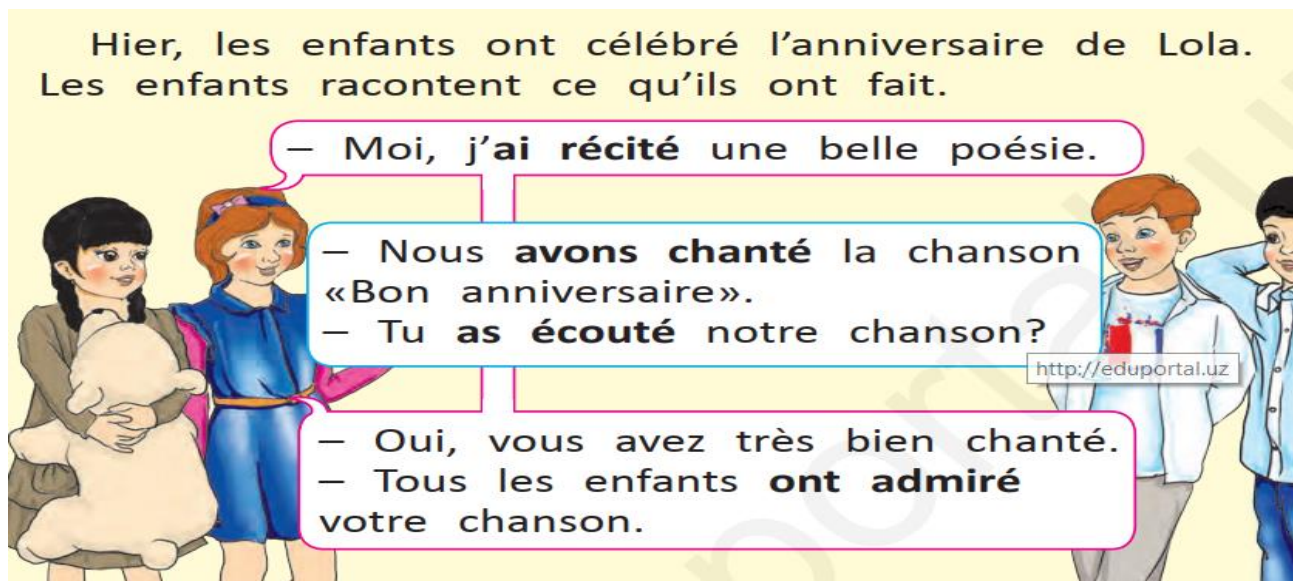 Hier, les enfants ont célébré l’anniversaire de Lola.
Les enfants racontent ce qu’ils ont fait.
– Moi, j’ai récité une belle poésie.
– Nous avons chanté la chanson
«Bon anniversaire».
– Tu as écouté notre chanson?
http://eduportal.uz
– Oui, vous avez très bien chanté.
– Tous les enfants ont admiré
votre chanson.